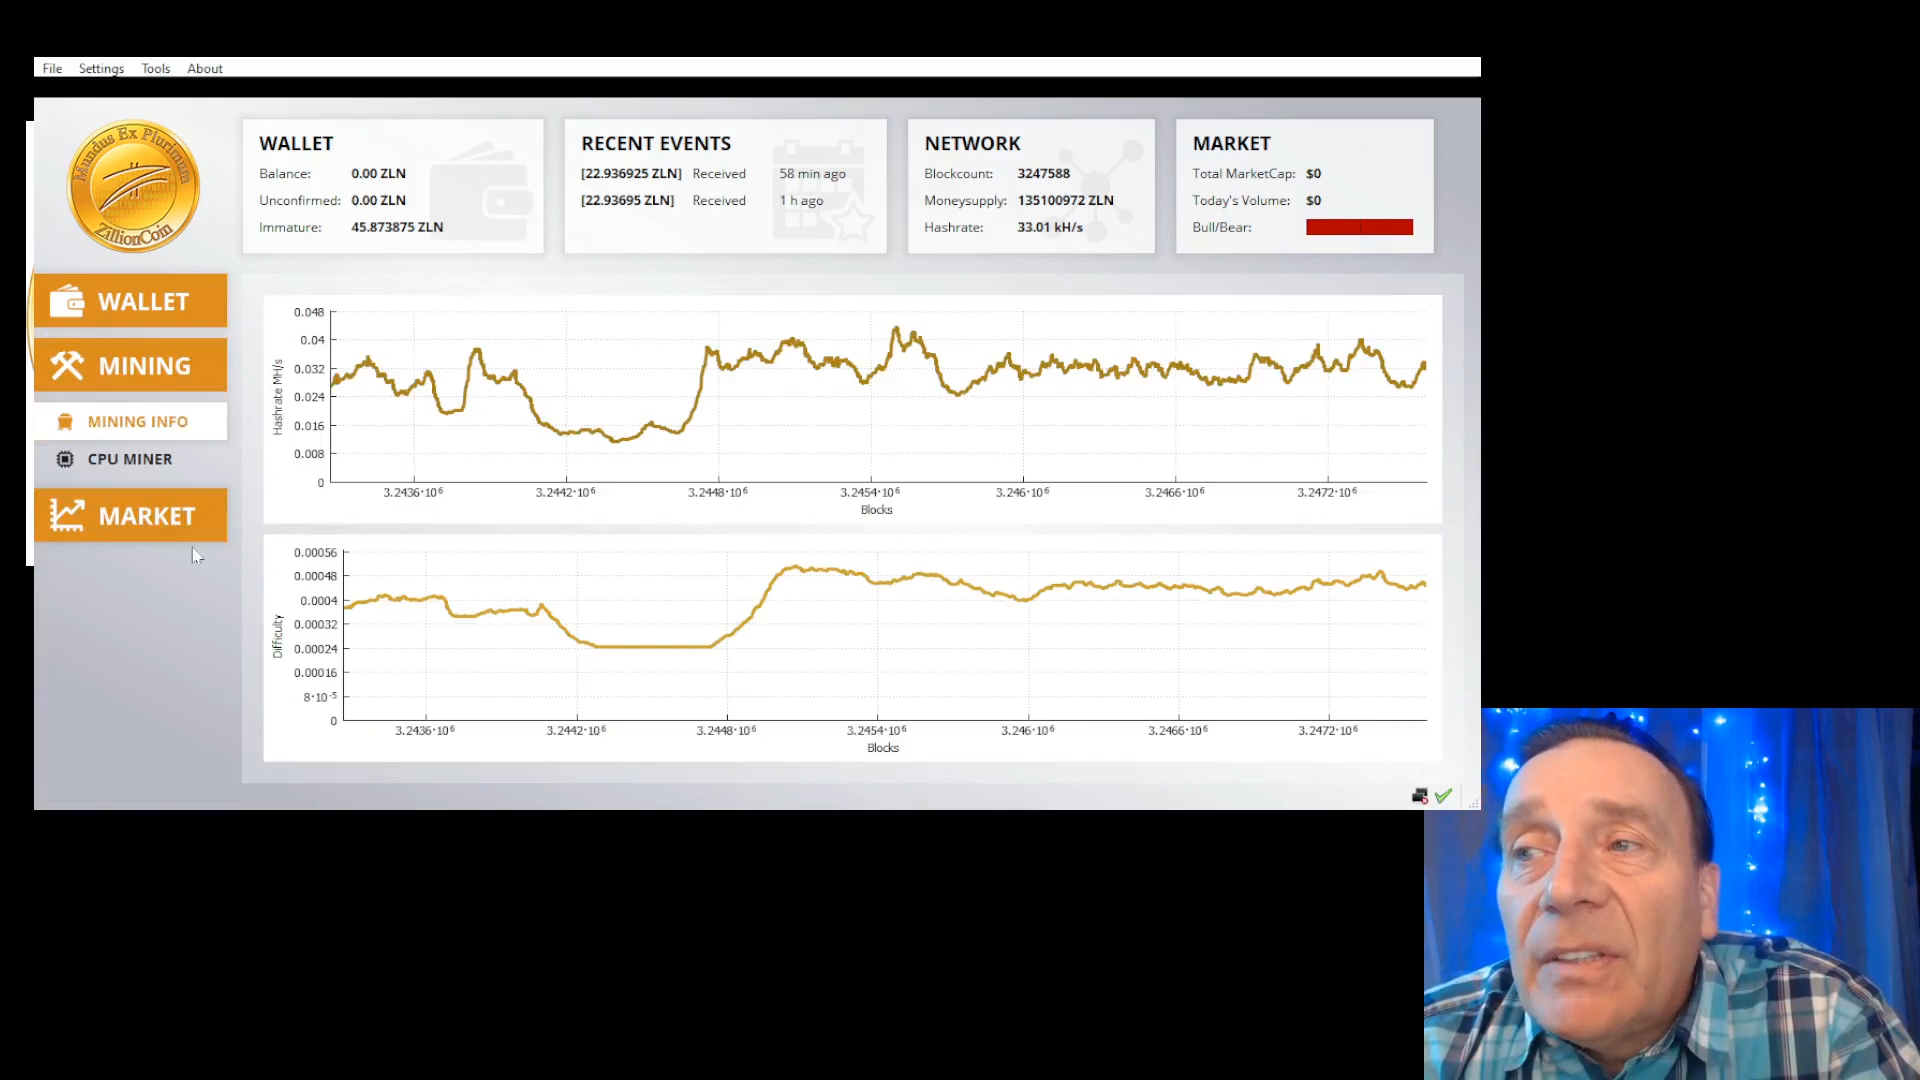 File Settings Tools About
Mundus Ex Plurimum
ZillionCom
WALLET
Balance: 0.00 ZLN
Unconfirmed: 0.00 ZLN
Immature: 45.873875 ZLN
RECENT EVENTS
[22.936925 ZLN] Received 58 min ago
[22.93695 ZLN] Received 1 h ago
NETWORK
Blockcount: 3247588
Moneysupply: 135100972 ZLN
Hashrate: 33.01 kH/s
MARKET
Total MarketCap: $0
Today's Volume: $0
Bull/Bear:
WALLET
MINING
MINING INFO
CPU MINER
MARKET
Hashrate MH/s
0.048
0.04
0.032
0.024
0.016
0.008
0
3.2436·10⁶ 3.2442·10⁶ 3.2448·10⁶ 3.2454·10⁶ 3.246·10⁶ 3.2466·10⁶ 3.2472·10⁶
Blocks
Difficulty
0.00056
0.00048
0.0004
0.00032
0.00024
0.00016
8·10⁻⁵
0
3.2436·10⁶ 3.2442·10⁶ 3.2448·10⁶ 3.2454·10⁶ 3.246·10⁶ 3.2466·10⁶ 3.2472·10⁶
Blocks